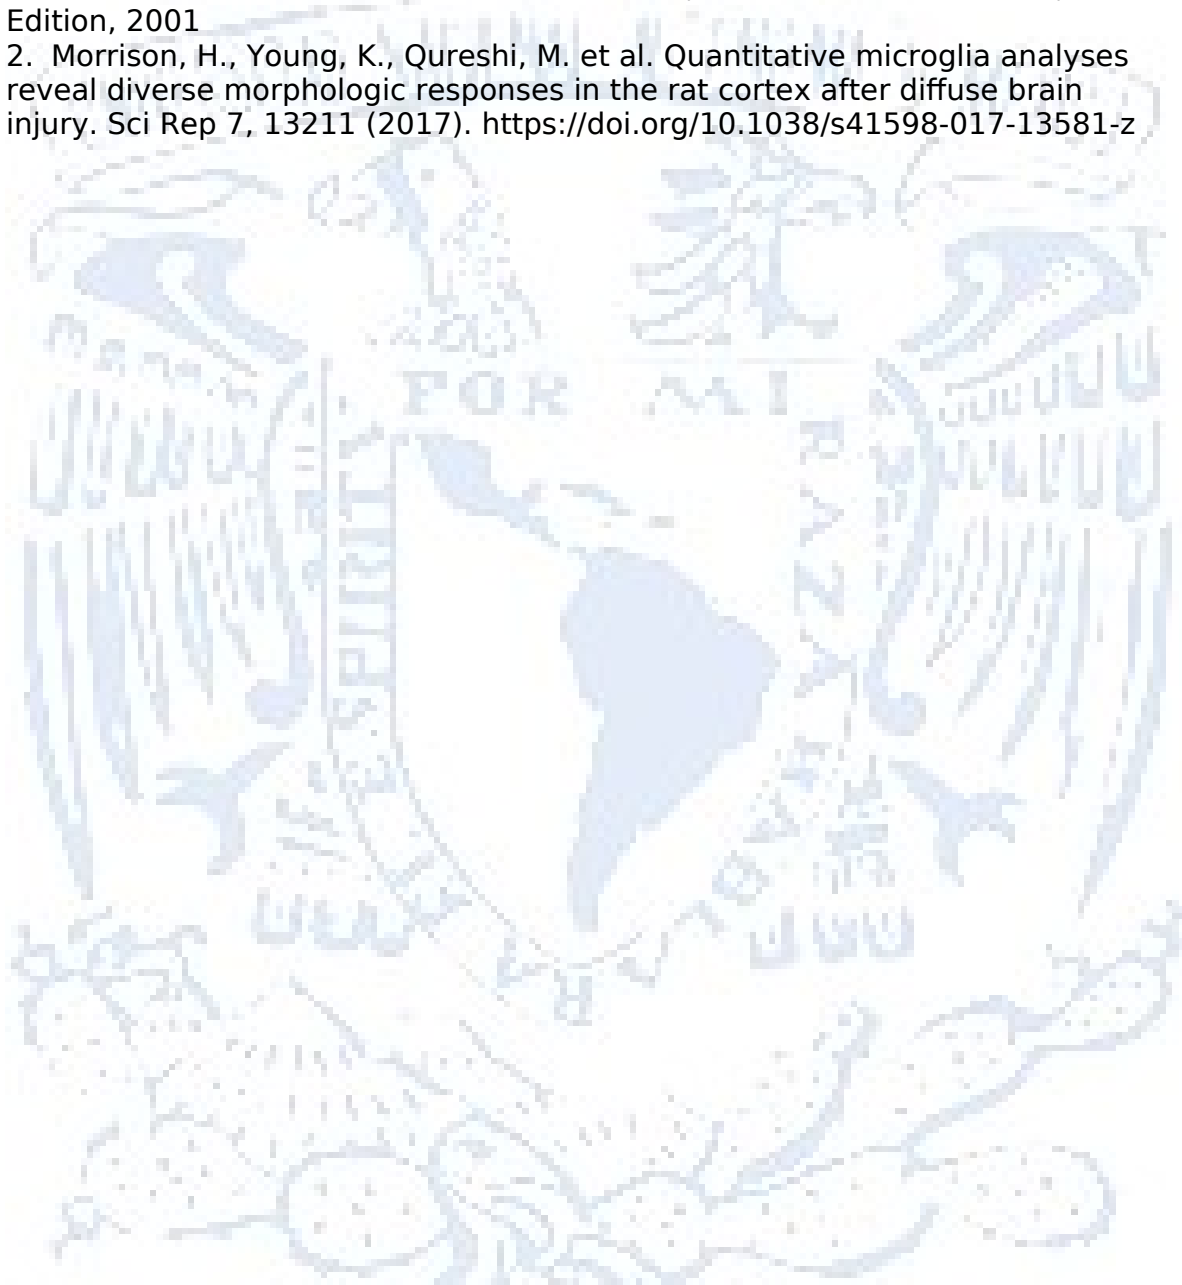 Edition, 2001
2. Morrison, H., Young, K., Qureshi, M. et al. Quantitative microglia analyses
reveal diverse morphologic responses in the rat cortex after diffuse brain
injury. Sci Rep 7, 13211 (2017). https://doi.org/10.1038/s41598-017-13581-z
POR MI
RAZA
HABLARÁ
EL
ESPIRITU